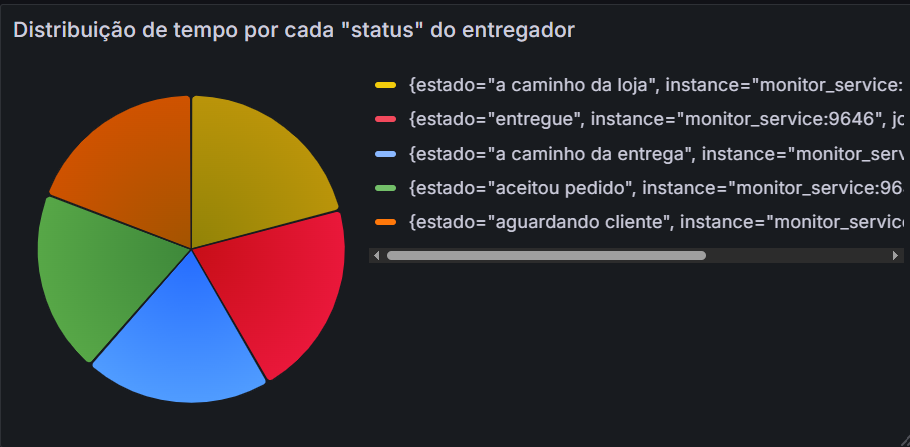 Distribuição de tempo por cada "status" do entregador
{estado="a caminho da loja", instance="monitor_service:
{estado="entregue", instance="monitor_service:9646", jo
{estado="a caminho da entrega", instance="monitor_serv
{estado="aceitou pedido", instance="monitor_service:96
{estado="aguardando cliente", instance="monitor_service